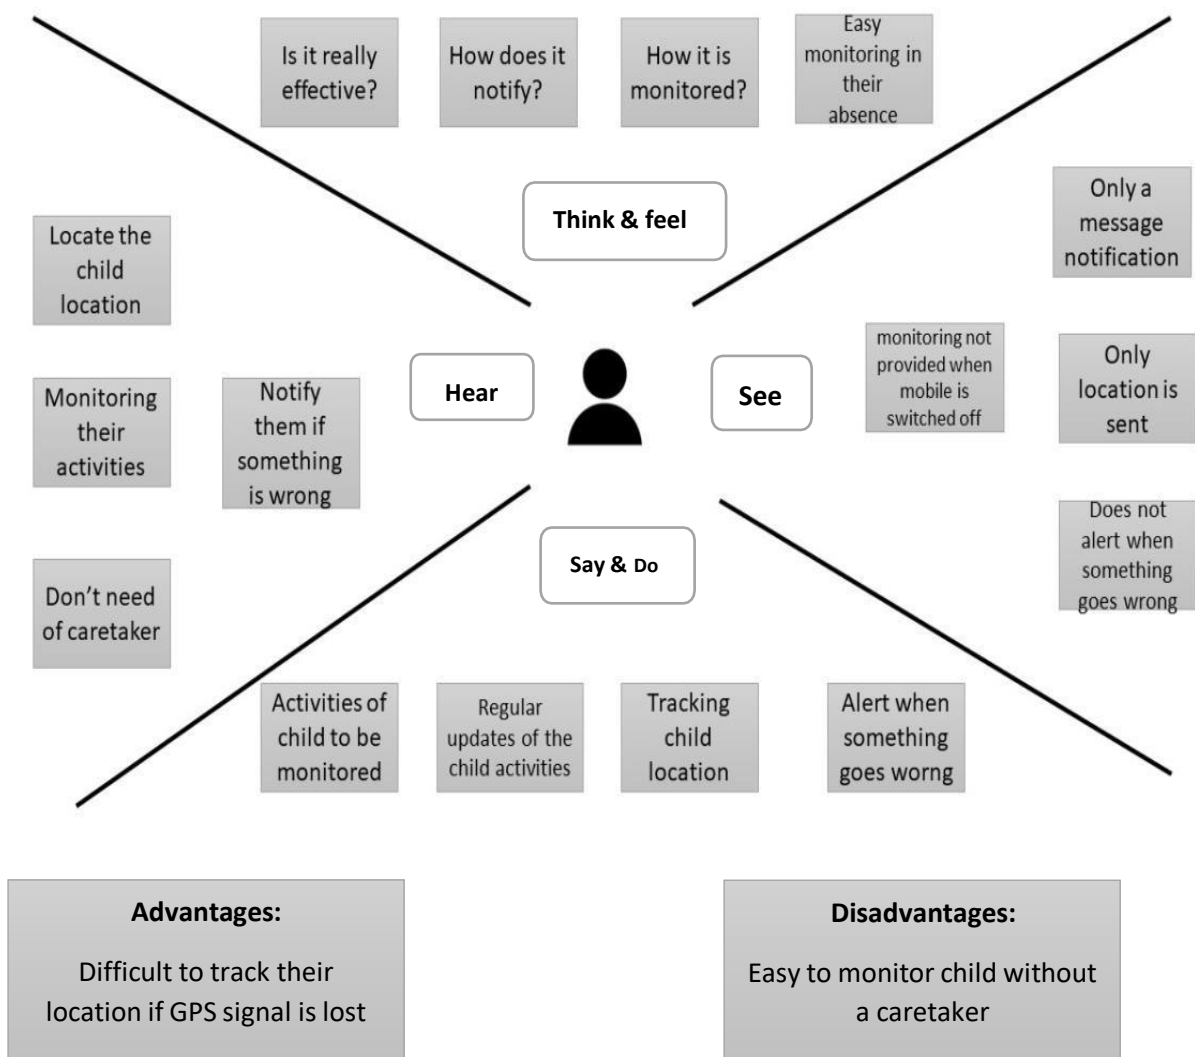 Is it really
effective?
How does it
notify?
How it is
monitored?
Easy
monitoring in
their
absence
Think & feel
Locate the
child
location
Monitoring
their
activities
Notify
them if
something
is wrong
Don't need
of caretaker
Hear
See
Only a
message
notification
monitoring not
provided when
mobile is
switched off
Only
location is
sent
Does not
alert when
something
goes wrong
Say & Do
Activities of
child to be
monitored
Regular
updates of the
child activities
Tracking
child
location
Alert when
something
goes worng
Advantages:
Difficult to track their
location if GPS signal is lost
Disadvantages:
Easy to monitor child without
a caretaker